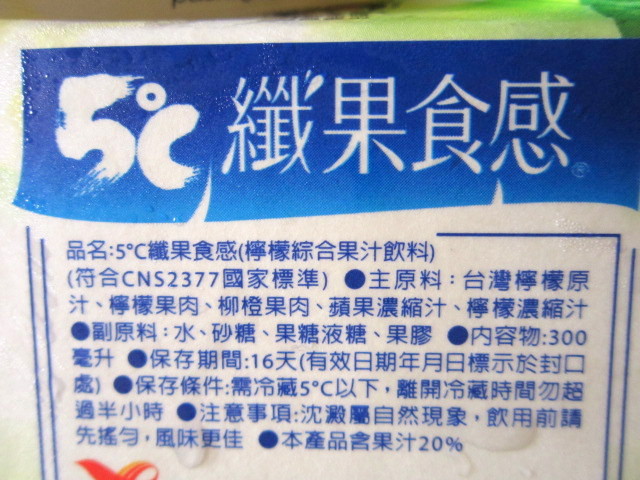 5°C 纖果食感®
品名:5°C纖果食感(檸檬綜合果汁飲料)
(符合CNS2377國家標準) ●主原料：台灣檸檬原
汁、檸檬果肉、柳橙果肉、蘋果濃縮汁、檸檬濃縮汁
●副原料：水、砂糖、果糖液糖、果膠 ●內容物:300
毫升 ●保存期間:16天(有效日期年月日標示於封口
處) ●保存條件:需冷藏5°C以下，離開冷藏時間勿超
過半小時 ●注意事項:沈澱屬自然現象，飲用前請
先搖勻，風味更佳 ●本產品含果汁20%